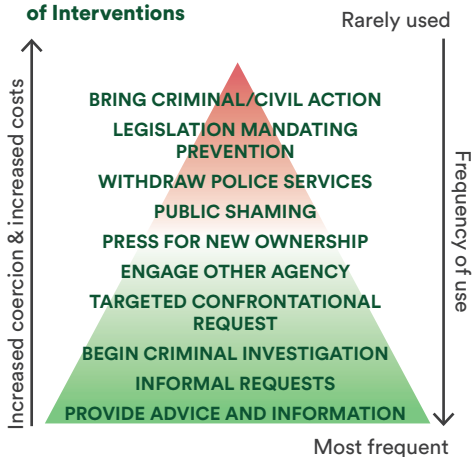 of Interventions
Rarely used
Increased coercion & increased costs
BRING CRIMINAL/CIVIL ACTION
LEGISLATION MANDATING
PREVENTION
WITHDRAW POLICE SERVICES
PUBLIC SHAMING
PRESS FOR NEW OWNERSHIP
ENGAGE OTHER AGENCY
TARGETED CONFRONTATIONAL
REQUEST
BEGIN CRIMINAL INVESTIGATION
INFORMAL REQUESTS
PROVIDE ADVICE AND INFORMATION
Frequency of use
Most frequent